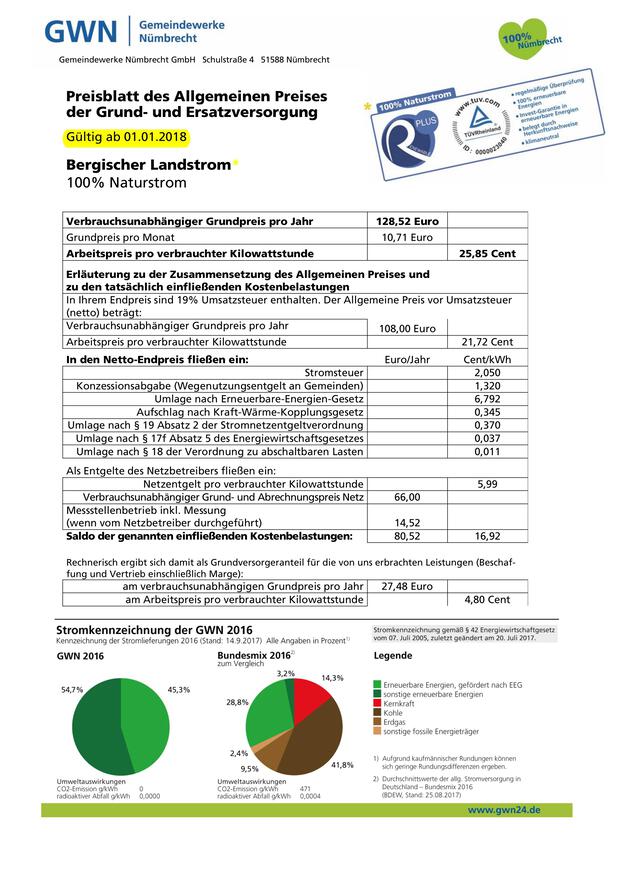 GWN Gemeindewerke
Nümbrecht
Gemeindewerke Nümbrecht GmbH Schulstraße 4 51588 Nümbrecht
100%
Nümbrecht
Preisblatt des Allgemeinen Preises
der Grund- und Ersatzversorgung
Gültig ab 01.01.2018
Bergischer Landstrom*
100% Naturstrom
* 100% Naturstrom
R PLUS
www.tuv.com
TÜVRheinland
ID: 0000023040
• regelmäßige Überprüfung
• 100% erneuerbare
Energien
• Invest-Garantie in
erneuerbare Energien
• belegt durch
Herkunftsnachweise
• klimaneutral
Verbrauchsunabhängiger Grundpreis pro Jahr 128,52 Euro
Grundpreis pro Monat 10,71 Euro
Arbeitspreis pro verbrauchter Kilowattstunde 25,85 Cent
Erläuterung zu der Zusammensetzung des Allgemeinen Preises und
zu den tatsächlich einfließenden Kostenbelastungen
In Ihrem Endpreis sind 19% Umsatzsteuer enthalten. Der Allgemeine Preis vor Umsatzsteuer
(netto) beträgt:
Verbrauchsunabhängiger Grundpreis pro Jahr 108,00 Euro
Arbeitspreis pro verbrauchter Kilowattstunde 21,72 Cent
In den Netto-Endpreis fließen ein: Euro/Jahr Cent/kWh
Stromsteuer 2,050
Konzessionsabgabe (Wegenutzungsentgelt an Gemeinden) 1,320
Umlage nach Erneuerbare-Energien-Gesetz 6,792
Aufschlag nach Kraft-Wärme-Kopplungsgesetz 0,345
Umlage nach § 19 Absatz 2 der Stromnetzentgeltverordnung 0,370
Umlage nach § 17f Absatz 5 des Energiewirtschaftsgesetzes 0,037
Umlage nach § 18 der Verordnung zu abschaltbaren Lasten 0,011
Als Entgelte des Netzbetreibers fließen ein:
Netzentgelt pro verbrauchter Kilowattstunde 5,99
Verbrauchsunabhängiger Grund- und Abrechnungspreis Netz 66,00
Messstellenbetrieb inkl. Messung
(wenn vom Netzbetreiber durchgeführt) 14,52
Saldo der genannten einfließenden Kostenbelastungen: 80,52 16,92
Rechnerisch ergibt sich damit als Grundversorgeranteil für die von uns erbrachten Leistungen (Beschaf-
fung und Vertrieb einschließlich Marge):
am verbrauchsunabhängigen Grundpreis pro Jahr 27,48 Euro
am Arbeitspreis pro verbrauchter Kilowattstunde 4,80 Cent
Stromkennzeichnung der GWN 2016
Kennzeichnung der Stromlieferungen 2016 (Stand: 14.9.2017) Alle Angaben in Prozent1)
Stromkennzeichnung gemäß § 42 Energiewirtschaftgesetz
vom 07. Juli 2005, zuletzt geändert am 20. Juli 2017.
GWN 2016
54,7%
45,3%
Umweltauswirkungen
CO2-Emission g/kWh 0
radioaktiver Abfall g/kWh 0,0000
Bundesmix 20162)
zum Vergleich
3,2%
14,3%
28,8%
2,4%
9,5%
41,8%
Umweltauswirkungen
CO2-Emission g/kWh 471
radioaktiver Abfall g/kWh 0,0004
Legende
Erneuerbare Energien, gefördert nach EEG
sonstige erneuerbare Energien
Kernkraft
Kohle
Erdgas
sonstige fossile Energieträger
1) Aufgrund kaufmännischer Rundungen können
sich geringe Rundungsdifferenzen ergeben.
2) Durchschnittswerte der allg. Stromversorgung in
Deutschland – Bundesmix 2016
(BDEW, Stand: 25.08.2017)
www.gwn24.de